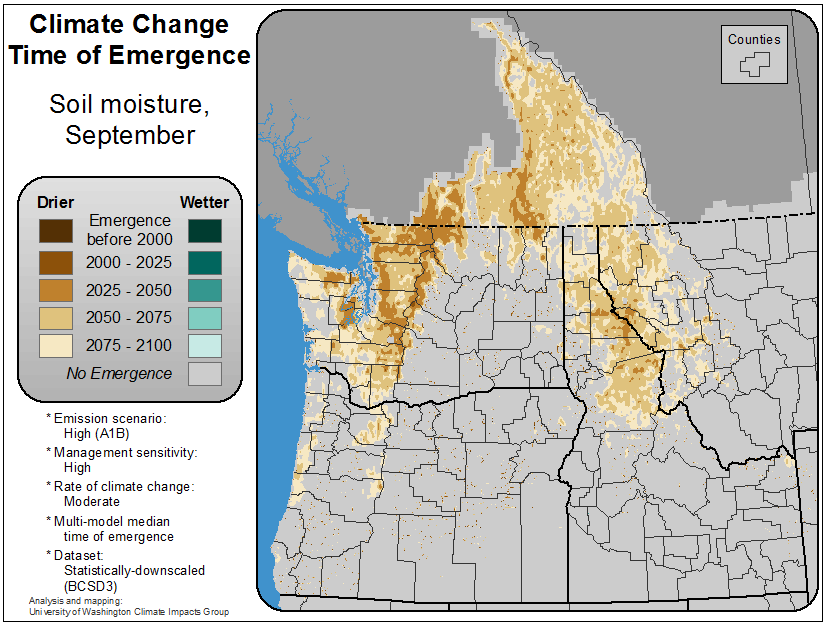 Climate Change
Time of Emergence
Soil moisture,
September
Drier
Wetter
Emergence
before 2000
2000 - 2025
2025 - 2050
2050 - 2075
2075 - 2100
No Emergence
* Emission scenario:
High (A1B)
* Management sensitivity:
High
* Rate of climate change:
Moderate
* Multi-model median
time of emergence
* Dataset:
Statistically-downscaled
(BCSD3)
Analysis and mapping:
University of Washington Climate Impacts Group
Counties